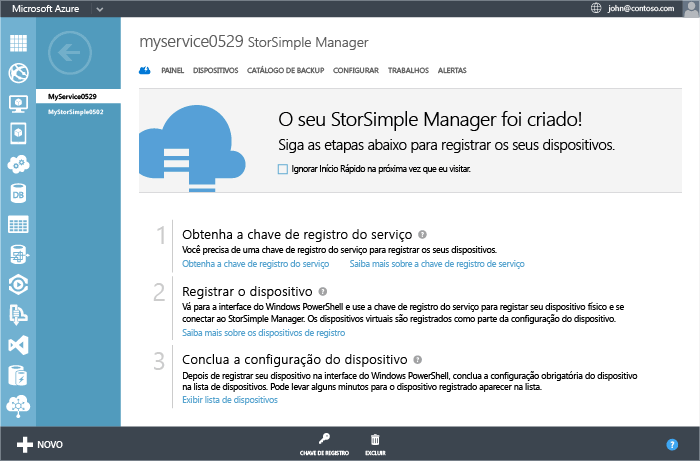 Microsoft Azure
john@contoso.com
myservice0529 StorSimple Manager
PAINEL DISPOSITIVOS CATÁLOGO DE BACKUP CONFIGURAR TRABALHOS ALERTAS
MyService0529
MyStorSimple0502
O seu StorSimple Manager foi criado!
Siga as etapas abaixo para registrar os seus dispositivos.
Ignorar Início Rápido na próxima vez que eu visitar.
1 Obtenha a chave de registro do serviço ?
Você precisa de uma chave de registro do serviço para registrar os seus dispositivos.
Obtenha a chave de registro do serviço Saiba mais sobre a chave de registro de serviço
2 Registrar o dispositivo ?
Vá para a interface do Windows PowerShell e use a chave de registro do serviço para registar seu dispositivo físico e se
conectar ao StorSimple Manager. Os dispositivos virtuais são registrados como parte da configuração do dispositivo.
Saiba mais sobre os dispositivos de registro
3 Conclua a configuração do dispositivo ?
Depois de registrar seu dispositivo na interface do Windows PowerShell, conclua a configuração obrigatória do dispositivo
na lista de dispositivos. Pode levar alguns minutos para o dispositivo registrado aparecer na lista.
Exibir lista de dispositivos
DB
NOVO
CHAVE DE REGISTRO EXCLUIR ?